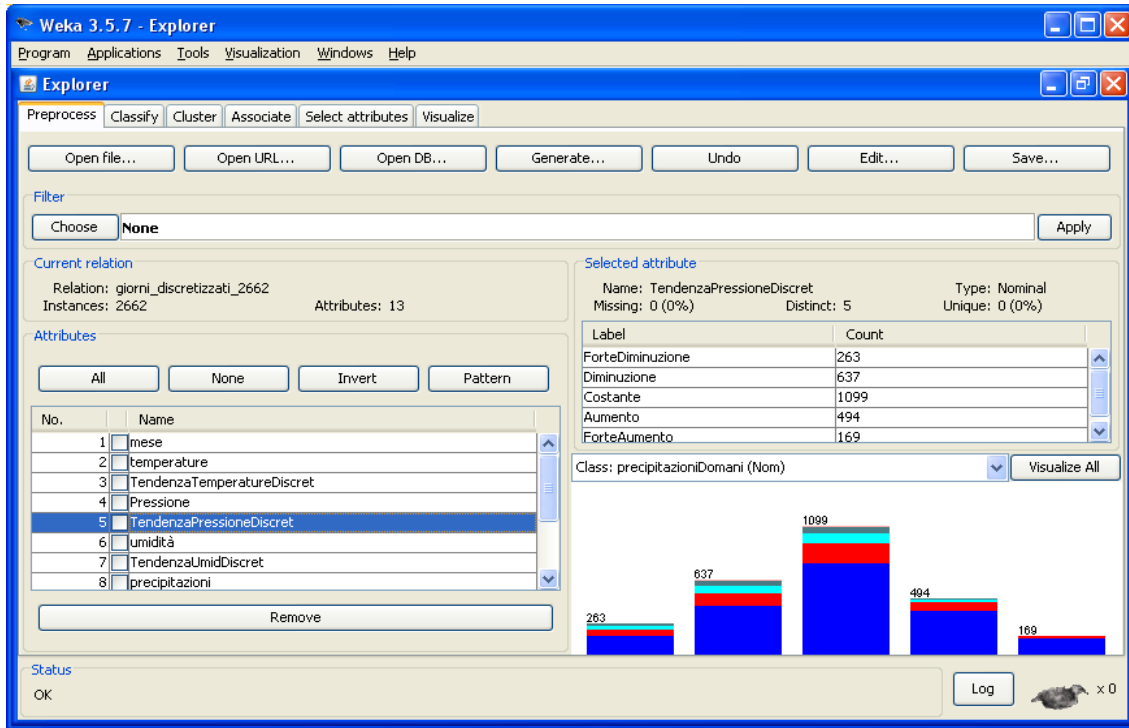 Weka 3.5.7 - Explorer
Program Applications Tools Visualization Windows Help
Explorer
Preprocess Classify Cluster Associate Select attributes Visualize
Open file... Open URL... Open DB... Generate... Undo Edit... Save...
Filter
Choose None Apply
Current relation
Relation: giorni_discretizzati_2662
Instances: 2662 Attributes: 13
Attributes
All None Invert Pattern
No. Name
1 mese
2 temperature
3 TendenzaTemperatureDiscret
4 Pressione
5 TendenzaPressioneDiscret
6 umidità
7 TendenzaUmidDiscret
8 precipitazioni
Remove
Selected attribute
Name: TendenzaPressioneDiscret Type: Nominal
Missing: 0 (0%) Distinct: 5 Unique: 0 (0%)
Label Count
ForteDiminuzione 263
Diminuzione 637
Costante 1099
Aumento 494
ForteAumento 169
Class: precipitazioniDomani (Nom) Visualize All
263 637 1099 494 169
Status
OK Log x 0